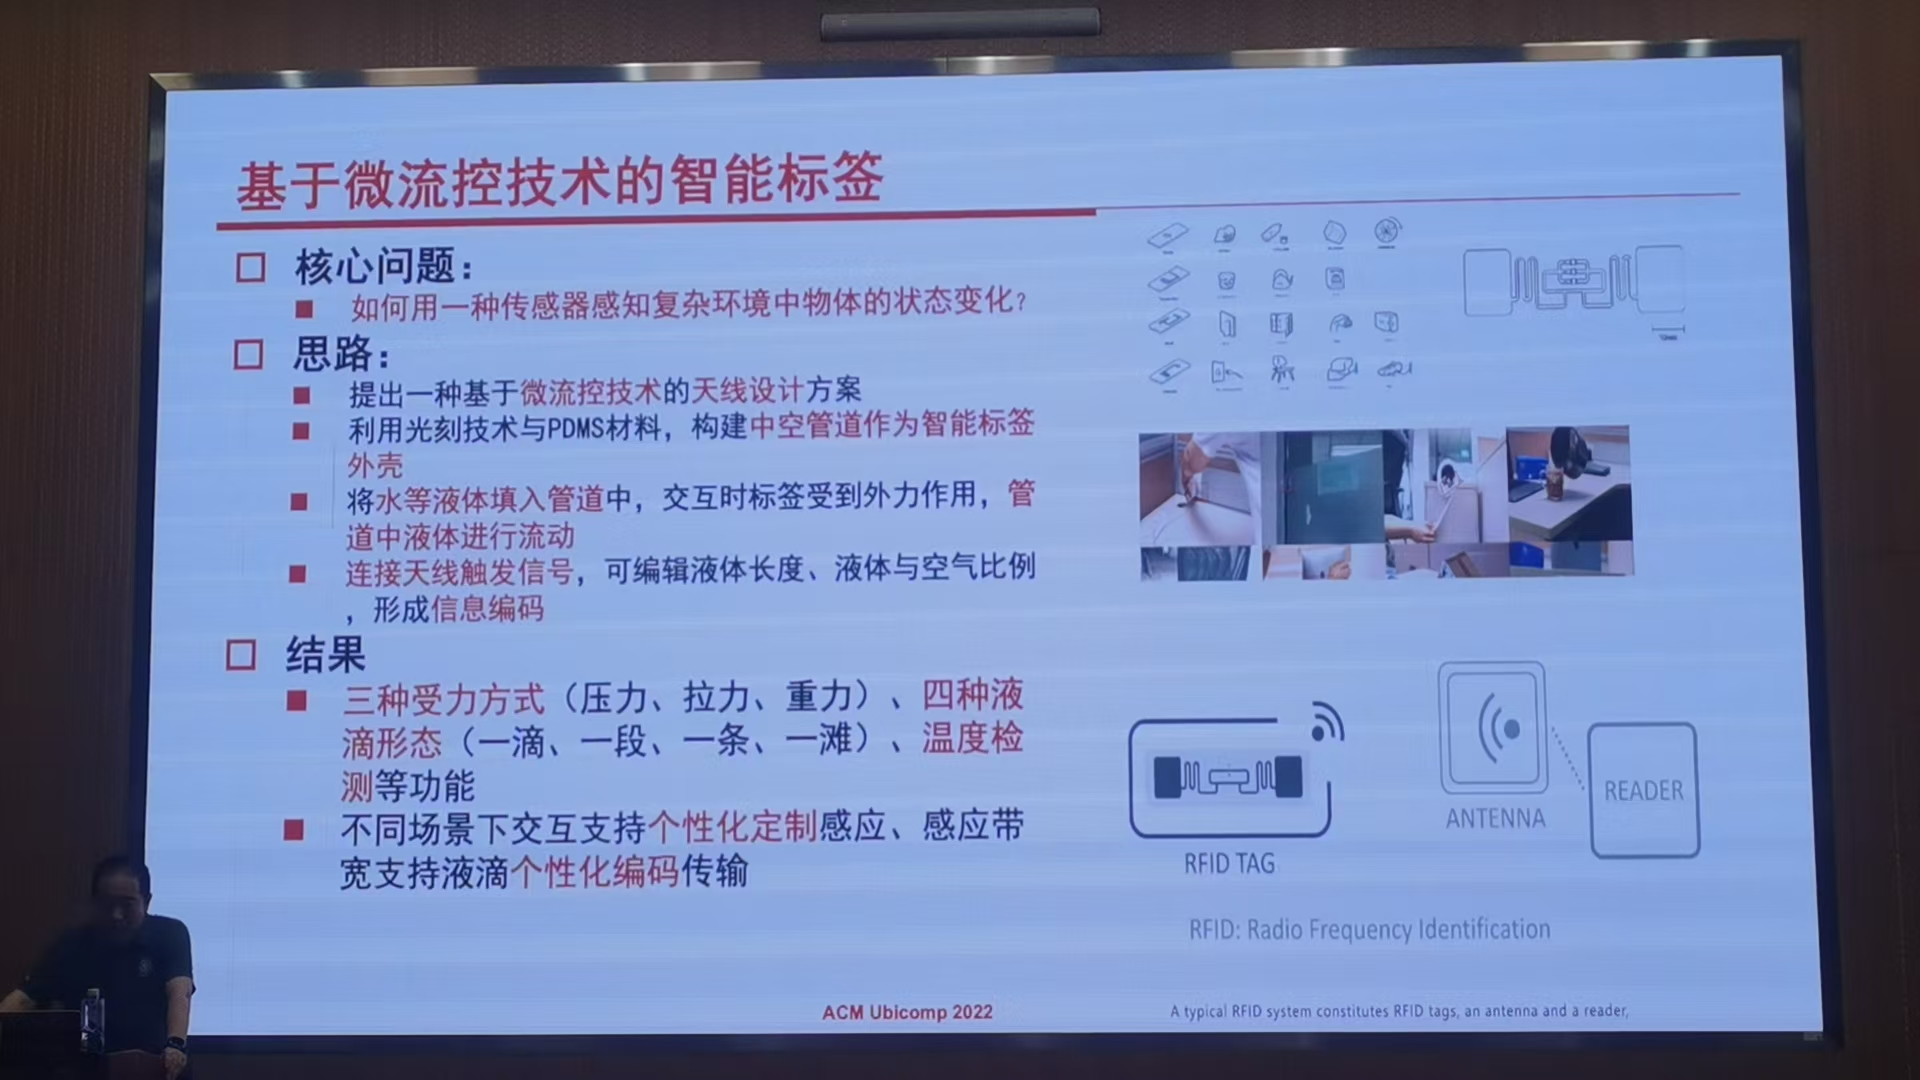 基于微流控技术的智能标签
核心问题：
如何用一种传感器感知复杂环境中物体的状态变化？
思路：
提出一种基于微流控技术的天线设计方案
利用光刻技术与PDMS材料，构建中空管道作为智能标签
外壳
将水等液体填入管道中，交互时标签受到外力作用，管
道中液体进行流动
连接天线触发信号，可编辑液体长度、液体与空气比例
，形成信息编码
结果
三种受力方式（压力、拉力、重力）、四种液
滴形态（一滴、一段、一条、一滩）、温度检
测等功能
不同场景下交互支持个性化定制感应、感应带
宽支持液滴个性化编码传输
RFID TAG
ANTENNA
READER
RFID: Radio Frequency Identification
ACM Ubicomp 2022
A typical RFID system constitutes RFID tags, an antenna and a reader,